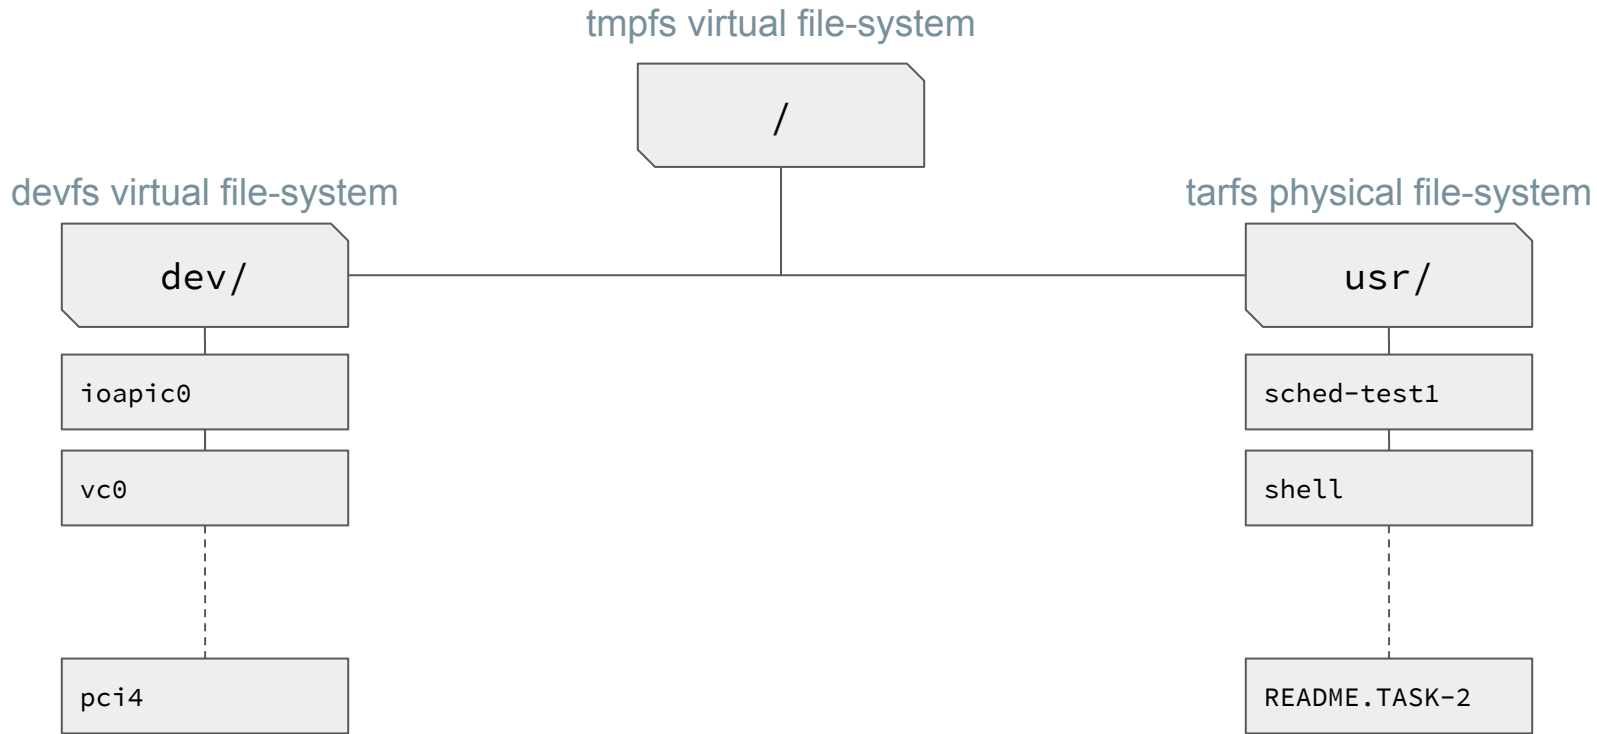 tmpfs virtual file-system
/
devfs virtual file-system
dev/
ioapic0
vc0
pci4
tarfs physical file-system
usr/
sched-test1
shell
README.TASK-2